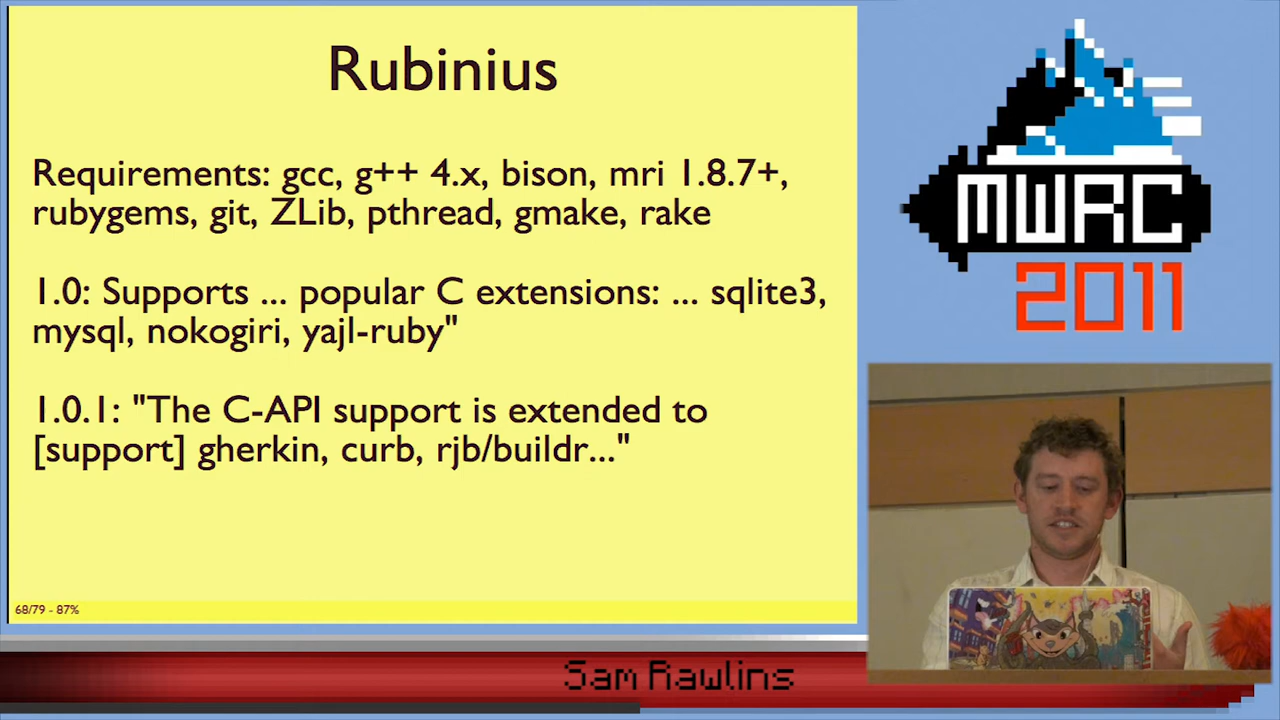 Rubinius
Requirements: gcc, g++ 4.x, bison, mri 1.8.7+,
rubygems, git, ZLib, pthread, gmake, rake
1.0: Supports ... popular C extensions: ... sqlite3,
mysql, nokogiri, yajl-ruby"
1.0.1: "The C-API support is extended to
[support] gherkin, curb, rjb/buildr..."
68/79 - 87%
MWRC
2011
Sam Rawlins